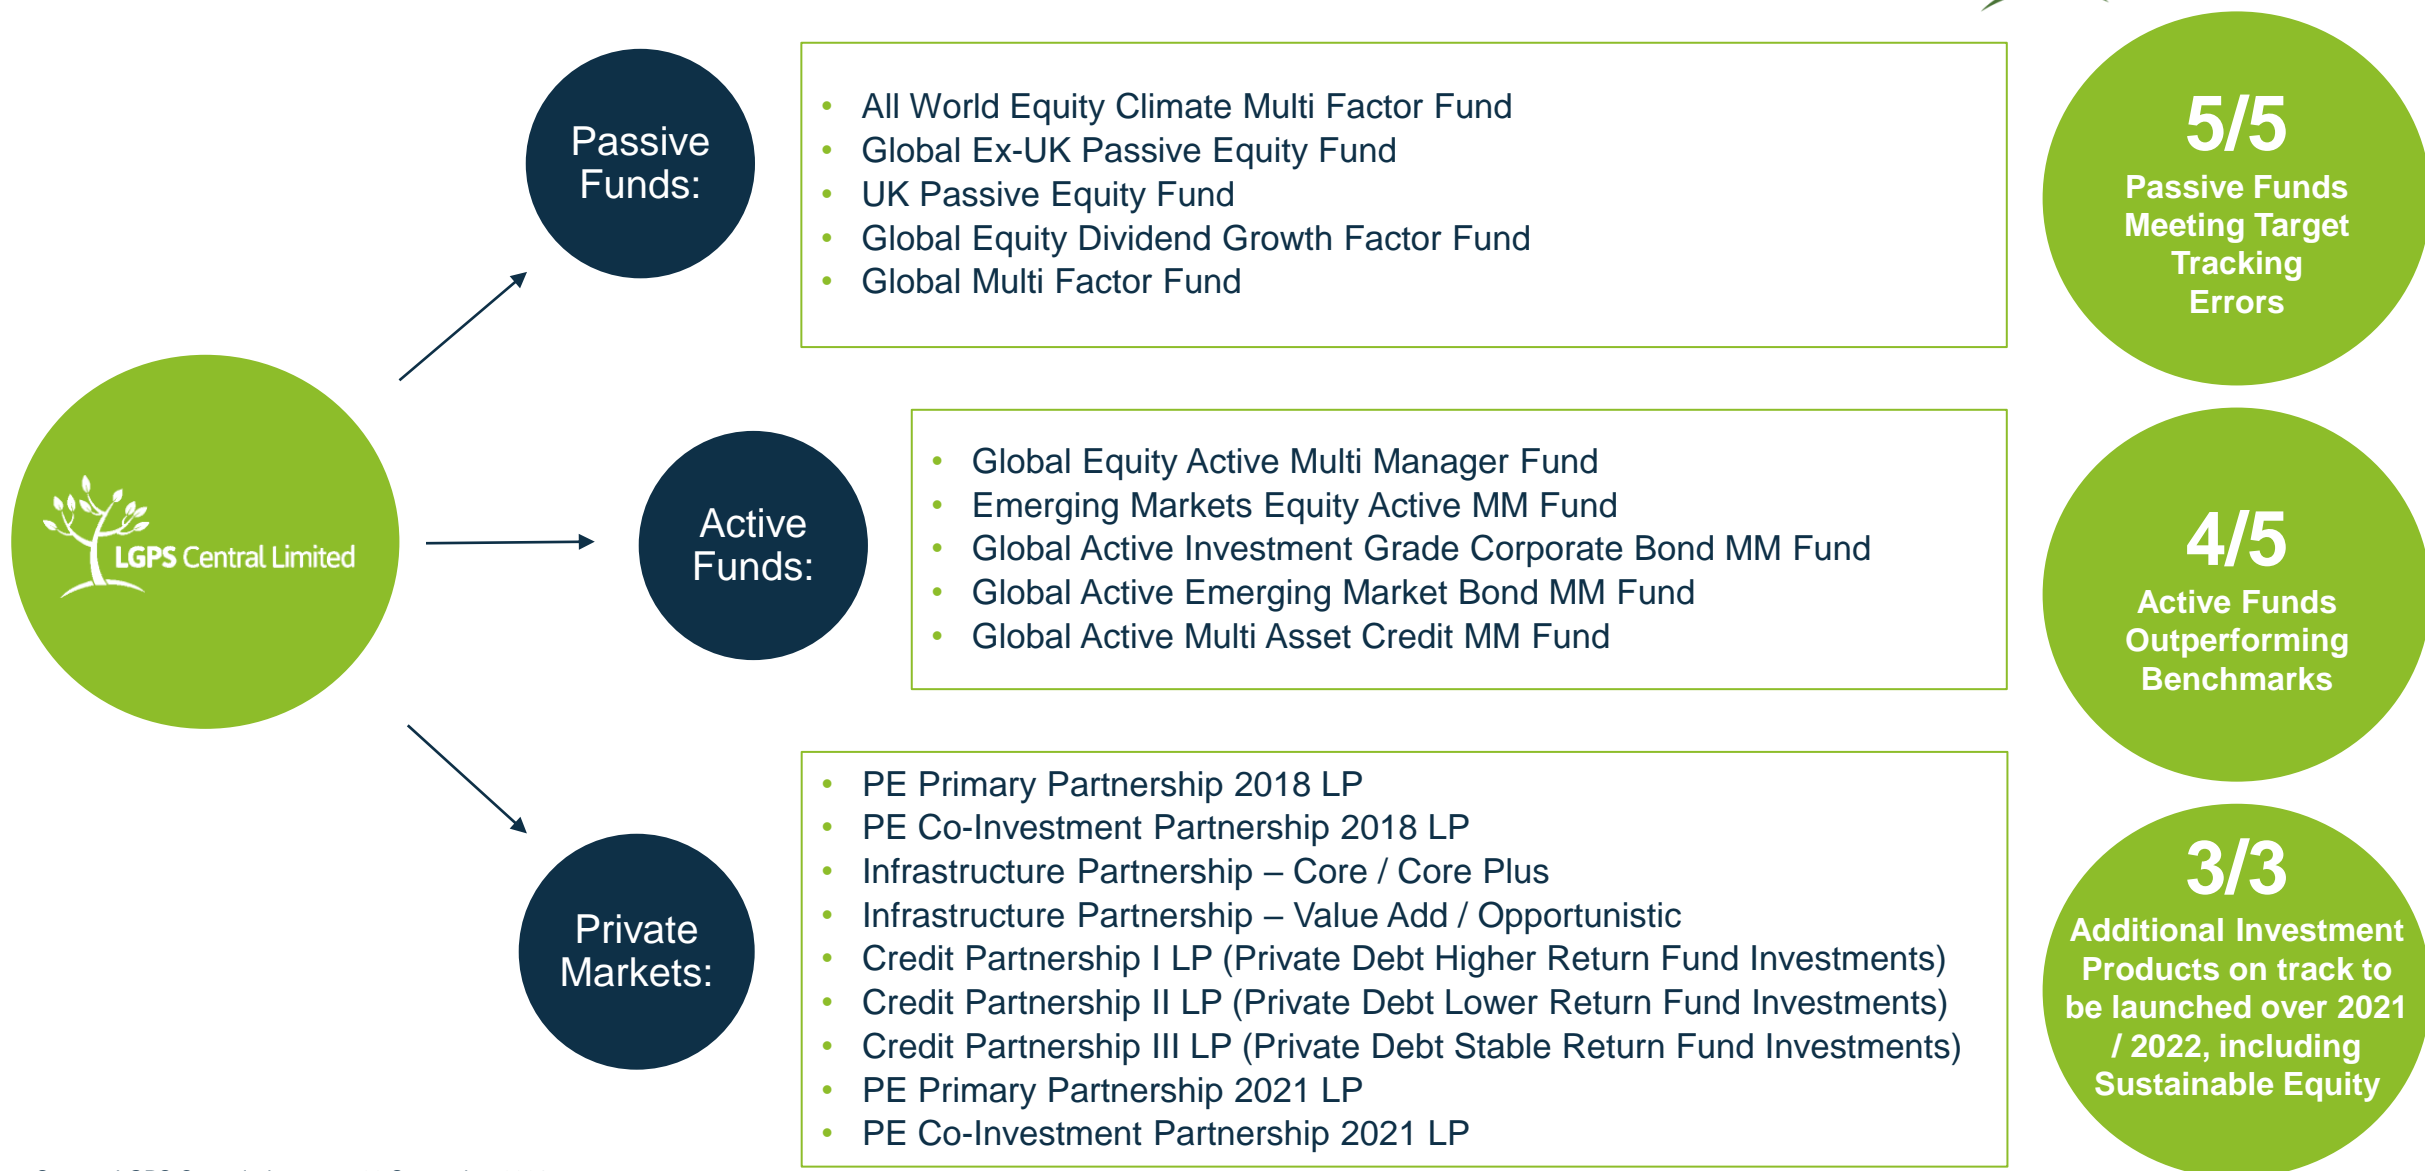 Passive
Funds:
• All World Equity Climate Multi Factor Fund
• Global Ex-UK Passive Equity Fund
• UK Passive Equity Fund
• Global Equity Dividend Growth Factor Fund
• Global Multi Factor Fund
5/5
Passive Funds
Meeting Target
Tracking
Errors
LGPS Central Limited
Active
Funds:
• Global Equity Active Multi Manager Fund
• Emerging Markets Equity Active MM Fund
• Global Active Investment Grade Corporate Bond MM Fund
• Global Active Emerging Market Bond MM Fund
• Global Active Multi Asset Credit MM Fund
4/5
Active Funds
Outperforming
Benchmarks
Private
Markets:
• PE Primary Partnership 2018 LP
• PE Co-Investment Partnership 2018 LP
• Infrastructure Partnership – Core / Core Plus
• Infrastructure Partnership – Value Add / Opportunistic
• Credit Partnership I LP (Private Debt Higher Return Fund Investments)
• Credit Partnership II LP (Private Debt Lower Return Fund Investments)
• Credit Partnership III LP (Private Debt Stable Return Fund Investments)
• PE Primary Partnership 2021 LP
• PE Co-Investment Partnership 2021 LP
3/3
Additional Investment
Products on track to
be launched over 2021
/ 2022, including
Sustainable Equity